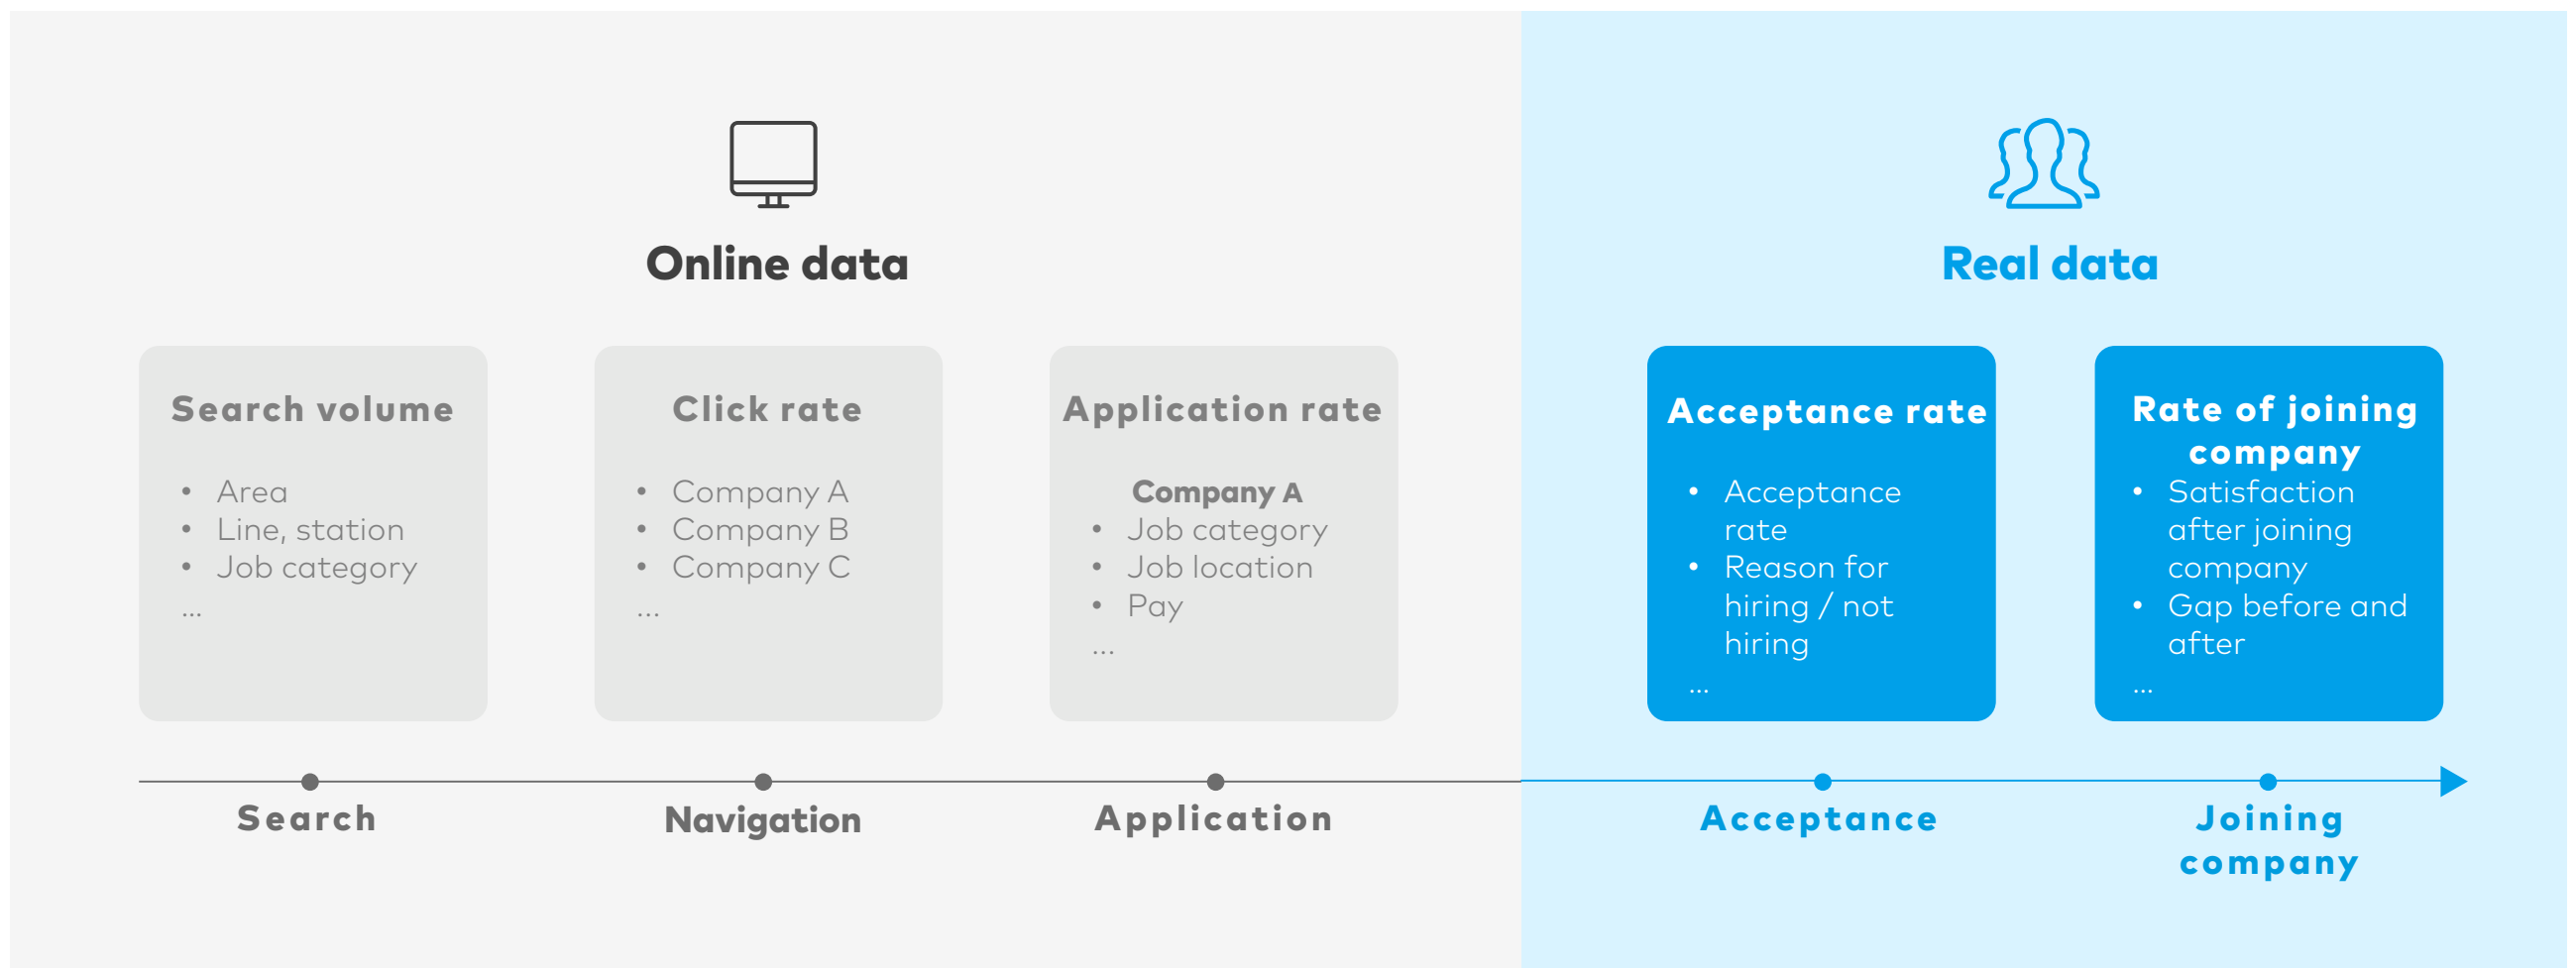 Online data
Real data
Search volume
• Area
• Line, station
• Job category
...
Click rate
• Company A
• Company B
• Company C
...
Application rate
Company A
• Job category
• Job location
• Pay
...
Acceptance rate
• Acceptance
rate
• Reason for
hiring / not
hiring
...
Rate of joining
company
• Satisfaction
after joining
company
• Gap before and
after
...
Search
Navigation
Application
Acceptance
Joining
company